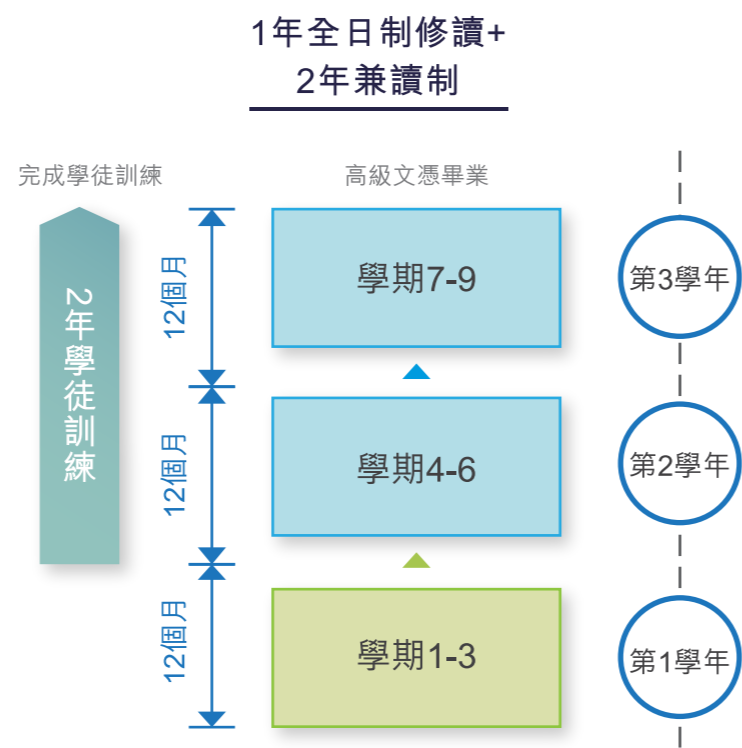 1年全日制修讀+
2年兼讀制
完成學徒訓練
高級文憑畢業
2年學徒訓練
12個月
學期7-9
第3學年
12個月
學期4-6
第2學年
12個月
學期1-3
第1學年